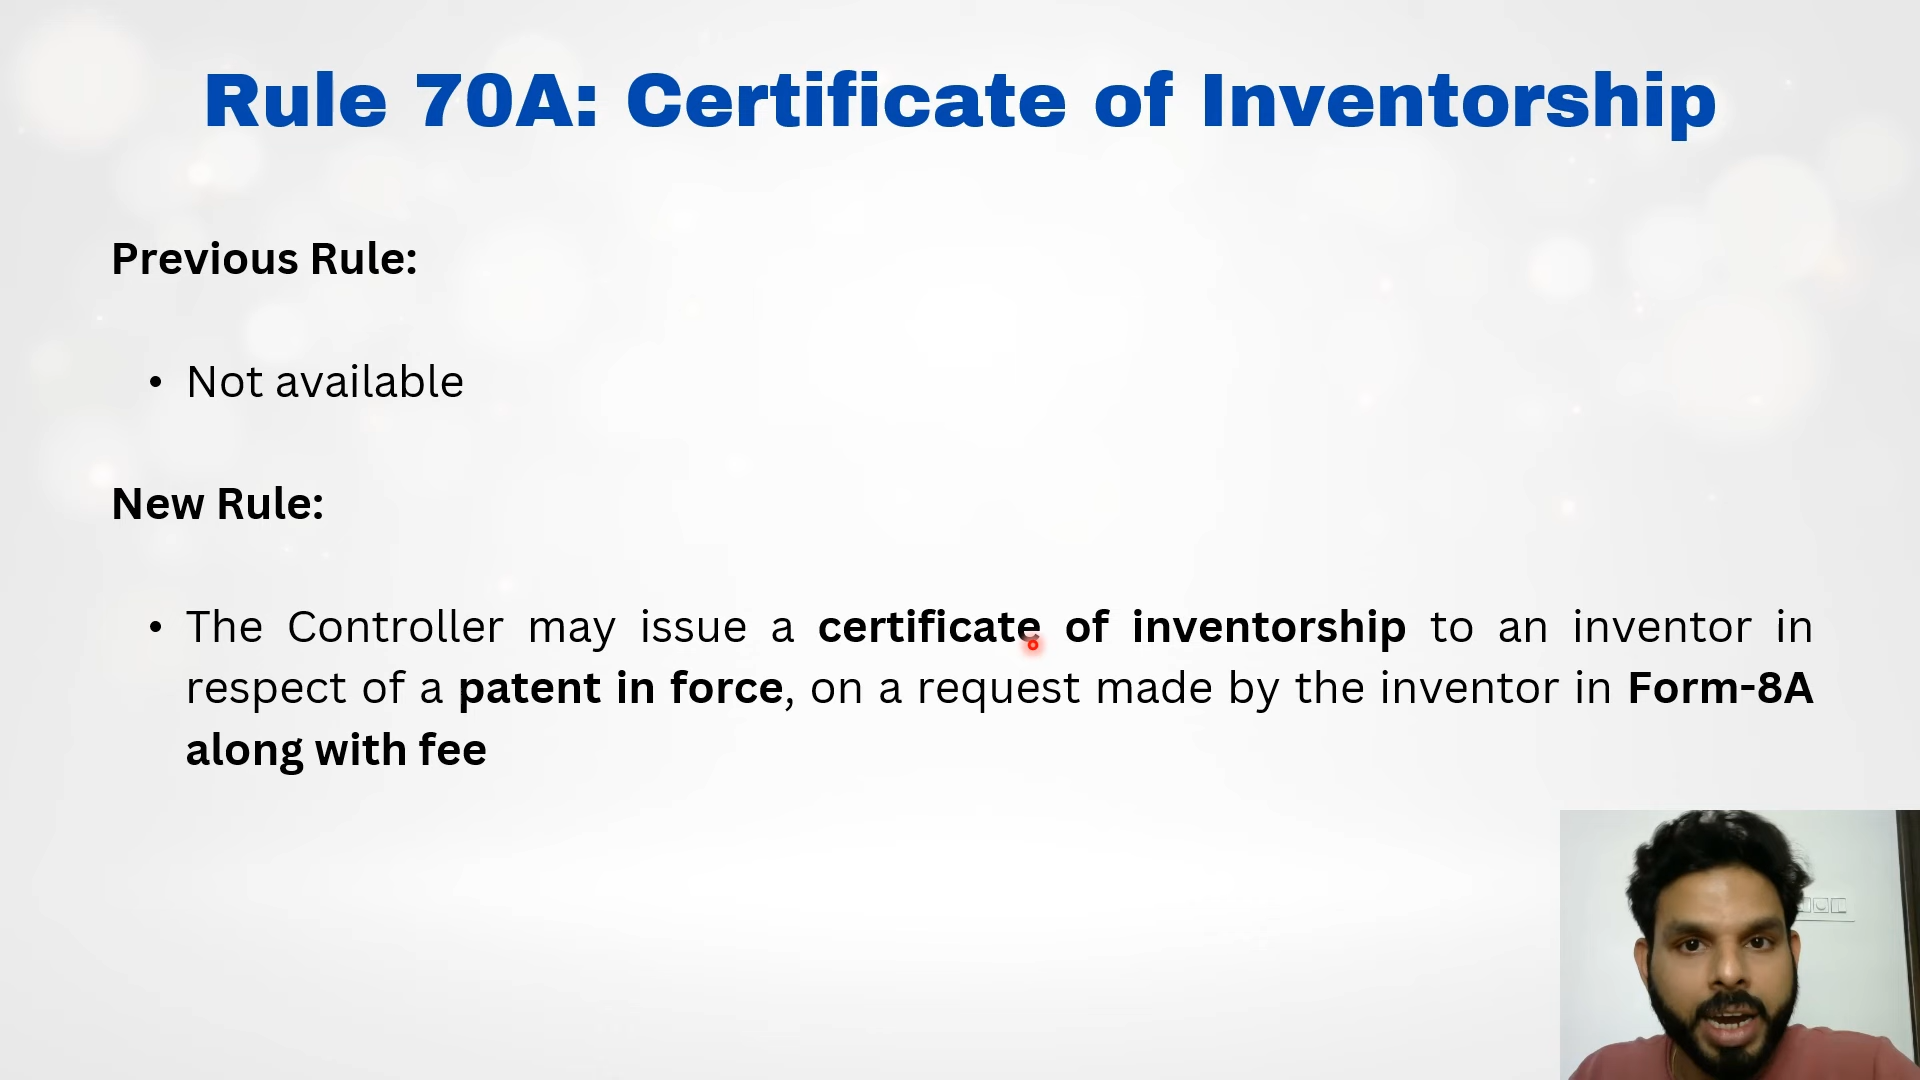 Rule 70A: Certificate of Inventorship
Previous Rule:
• Not available
New Rule:
• The Controller may issue a certificate of inventorship to an inventor in
respect of a patent in force, on a request made by the inventor in Form-8A
along with fee